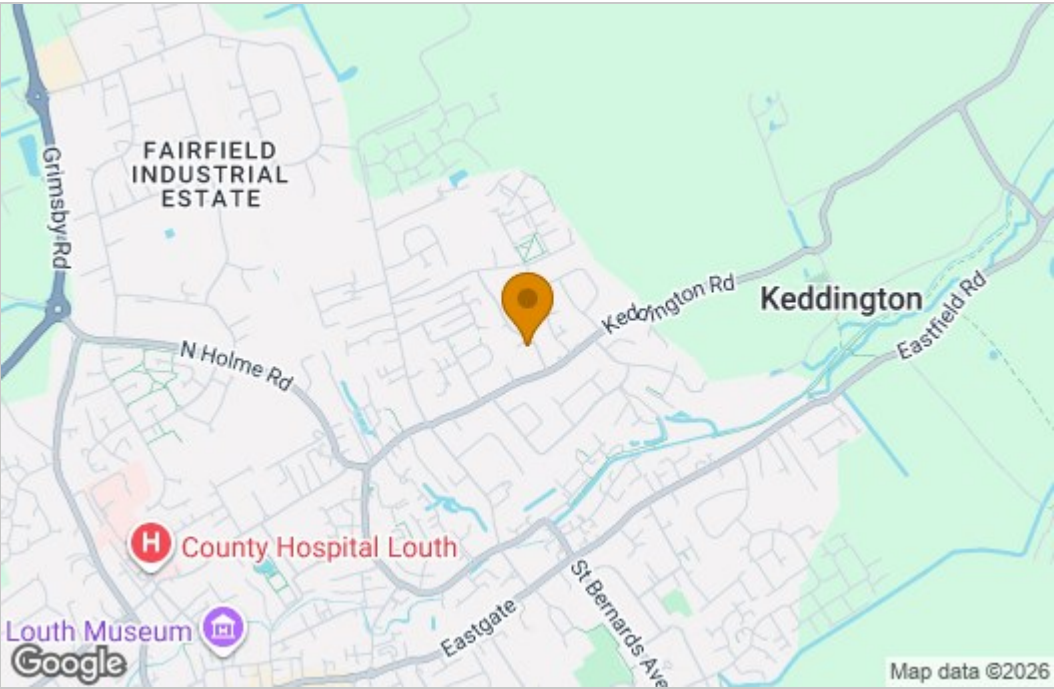 FAIRFIELD
INDUSTRIAL
ESTATE
Grimsby Rd
Keddington Rd
Keddington
Eastfield Rd
N Holme Rd
H
County Hospital Louth
St Bernards Ave
Eastgate
Louth Museum
Google
Map data ©2026